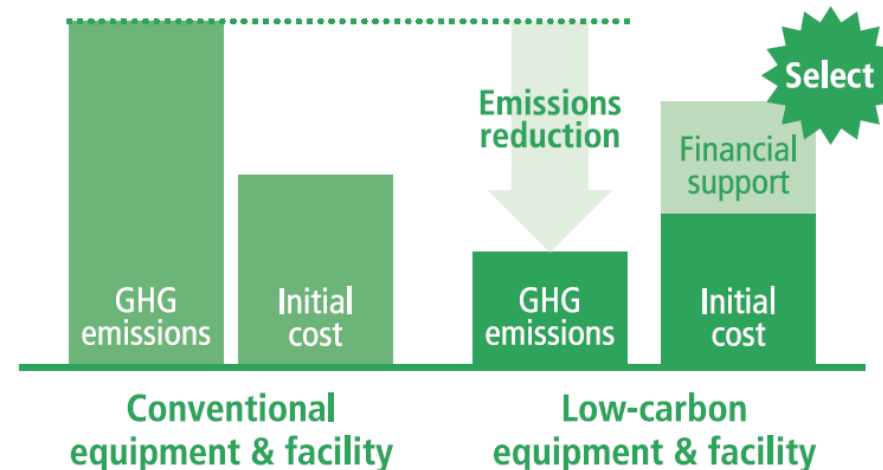 Select
Emissions
reduction
Financial
support
GHG
emissions
Initial
cost
GHG
emissions
Initial
cost
Conventional
equipment & facility
Low-carbon
equipment & facility